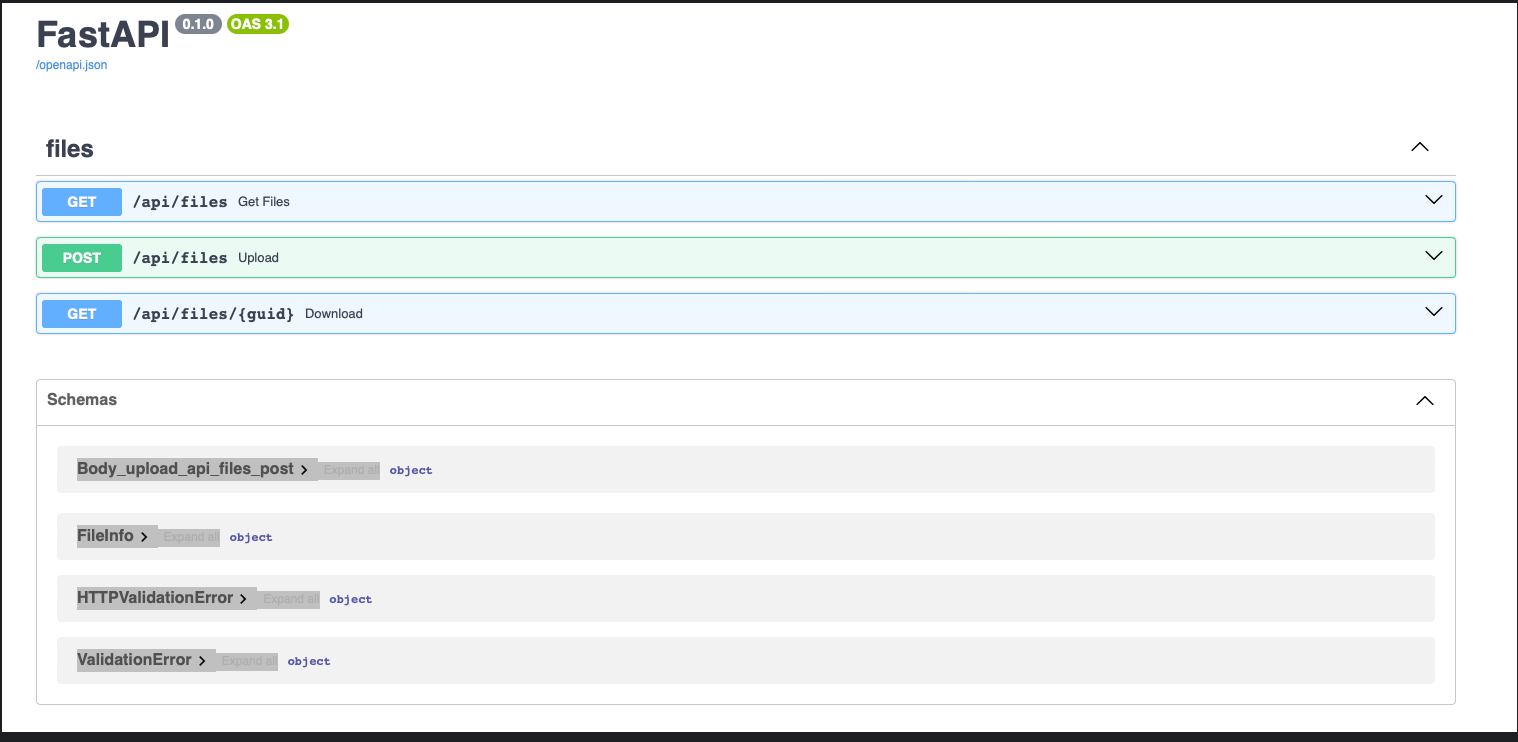 FastAPI 0.1.0 OAS 3.1
/openapi.json
files
GET /api/files Get Files
POST /api/files Upload
GET /api/files/{guid} Download
Schemas
Body_upload_api_files_post Expand all object
FileInfo Expand all object
HTTPValidationError Expand all object
ValidationError Expand all object